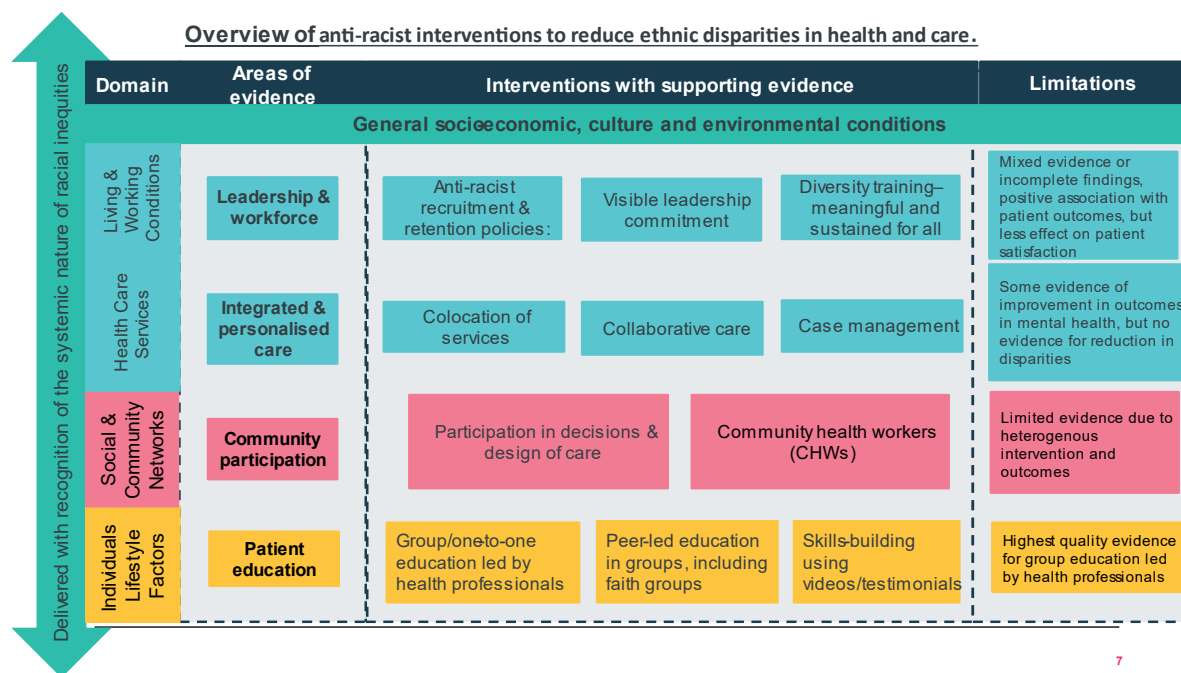 Overview of anti-racist interventions to reduce ethnic disparities in health and care.
Delivered with recognition of the systemic nature of racial inequities
Domain
Areas of
evidence
Interventions with supporting evidence
Limitations
General socio-economic, culture and environmental conditions
Living &
Working
Conditions
Leadership &
workforce
Anti-racist
recruitment &
retention policies:
Visible leadership
commitment
Diversity training–
meaningful and
sustained for all
Mixed evidence or
incomplete findings,
positive association with
patient outcomes, but
less effect on patient
satisfaction
Health Care
Services
Integrated &
personalised
care
Colocation of
services
Collaborative care
Case management
Some evidence of
improvement in outcomes
in mental health, but no
evidence for reduction in
disparities
Social &
Community
Networks
Community
participation
Participation in decisions &
design of care
Community health workers
(CHWs)
Limited evidence due to
heterogenous
intervention and
outcomes
Individuals
Lifestyle
Factors
Patient
education
Group/one-to-one
education led by
health professionals
Peer-led education
in groups, including
faith groups
Skills-building
using
videos/testimonials
Highest quality evidence
for group education led
by health professionals
7